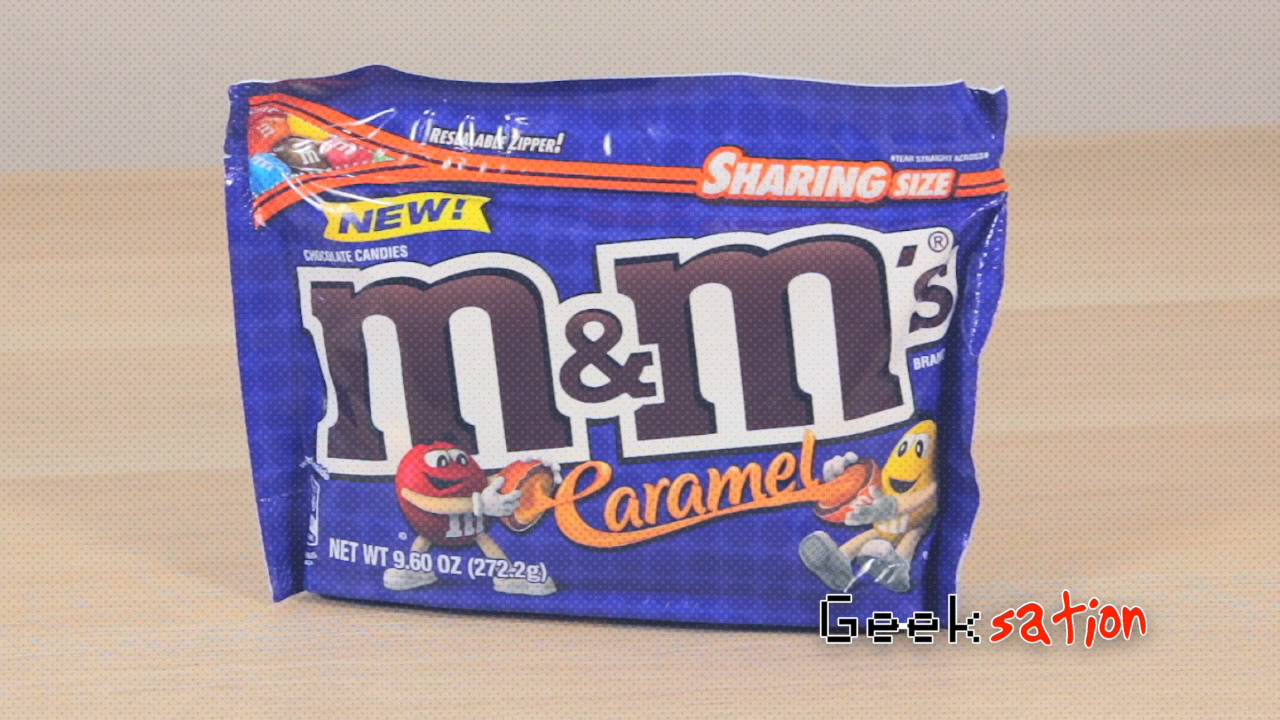 RESEALABLE ZIPPER!
*TEAR STRAIGHT ACROSS*
SHARING SIZE
NEW!
CHOCOLATE CANDIES
m&m's®
BRAND
Caramel
NET WT 9.60 OZ (272.2g)
Geeksation